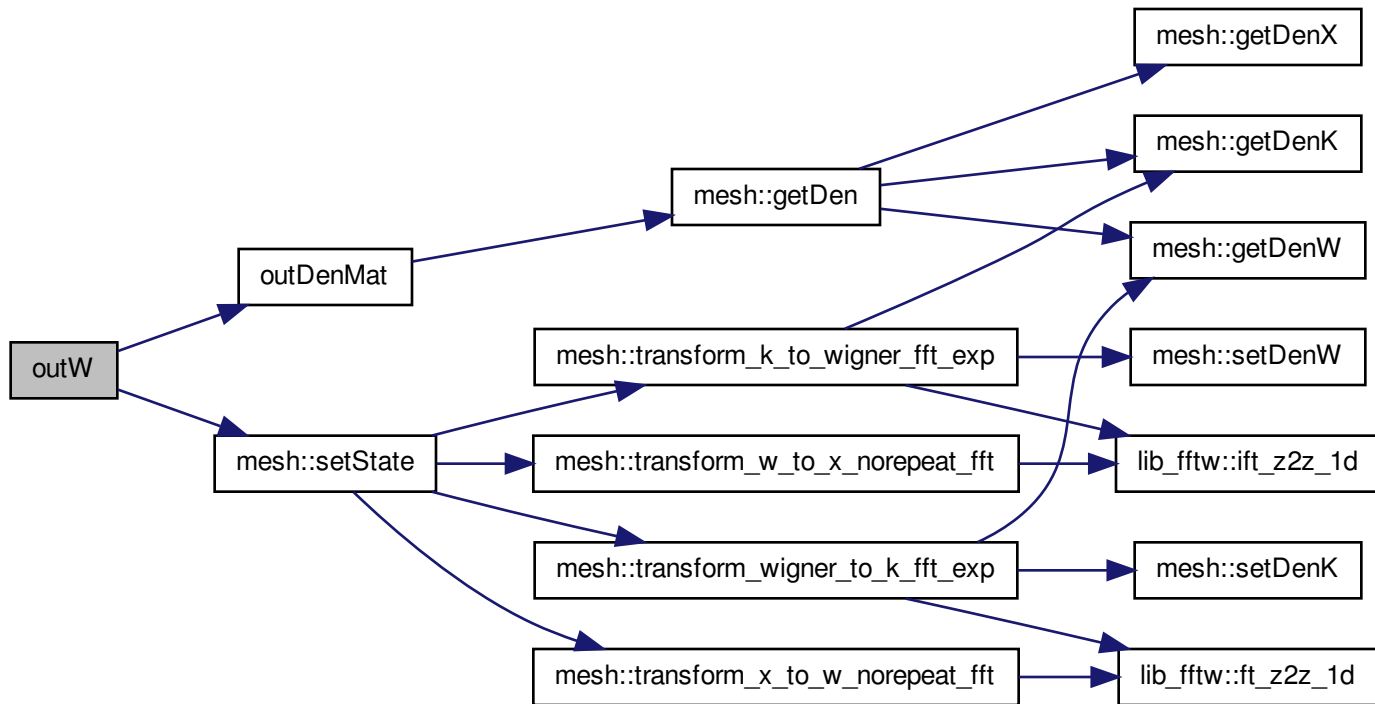 outW
outDenMat
mesh::setState
mesh::getDen
mesh::transform_k_to_wigner_fft_exp
mesh::transform_w_to_x_norepeat_fft
mesh::transform_wigner_to_k_fft_exp
mesh::transform_x_to_w_norepeat_fft
mesh::getDenX
mesh::getDenK
mesh::getDenW
mesh::setDenW
lib_fftw::ift_z2z_1d
mesh::setDenK
lib_fftw::ft_z2z_1d